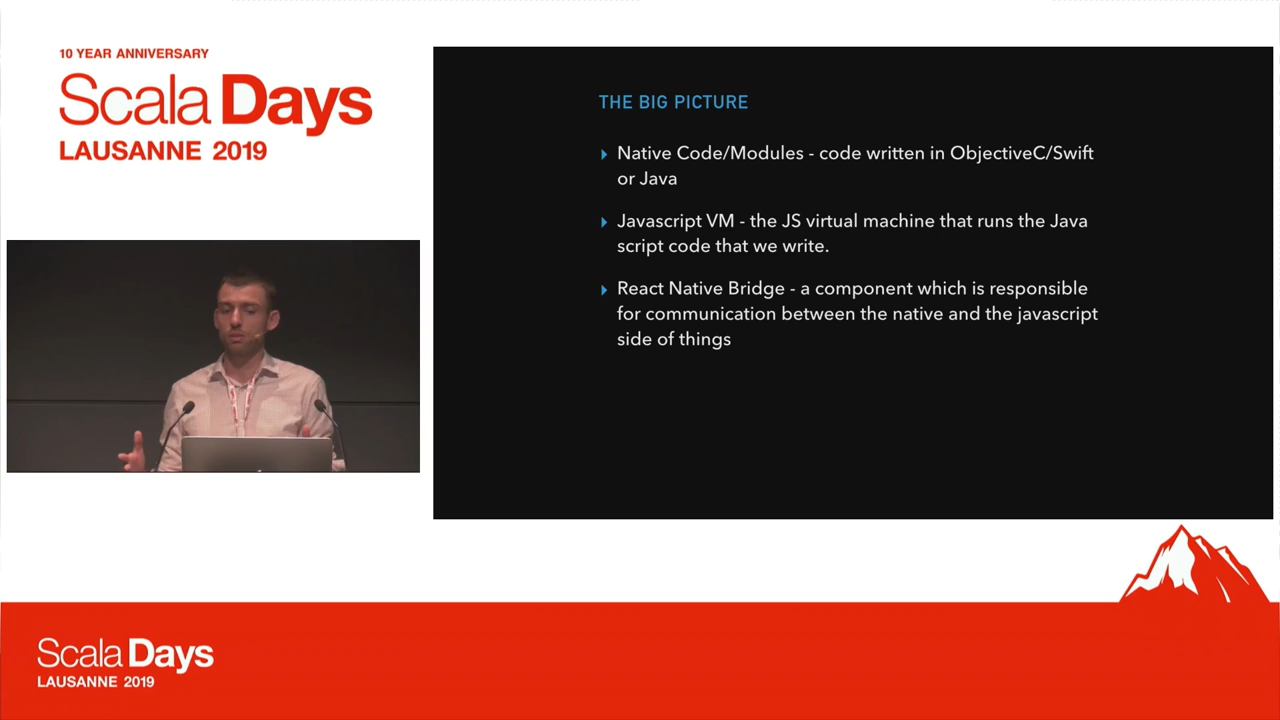 10 YEAR ANNIVERSARY
Scala Days
LAUSANNE 2019
THE BIG PICTURE
Native Code/Modules - code written in ObjectiveC/Swift
or Java
Javascript VM - the JS virtual machine that runs the Java
script code that we write.
React Native Bridge - a component which is responsible
for communication between the native and the javascript
side of things
Scala Days
LAUSANNE 2019